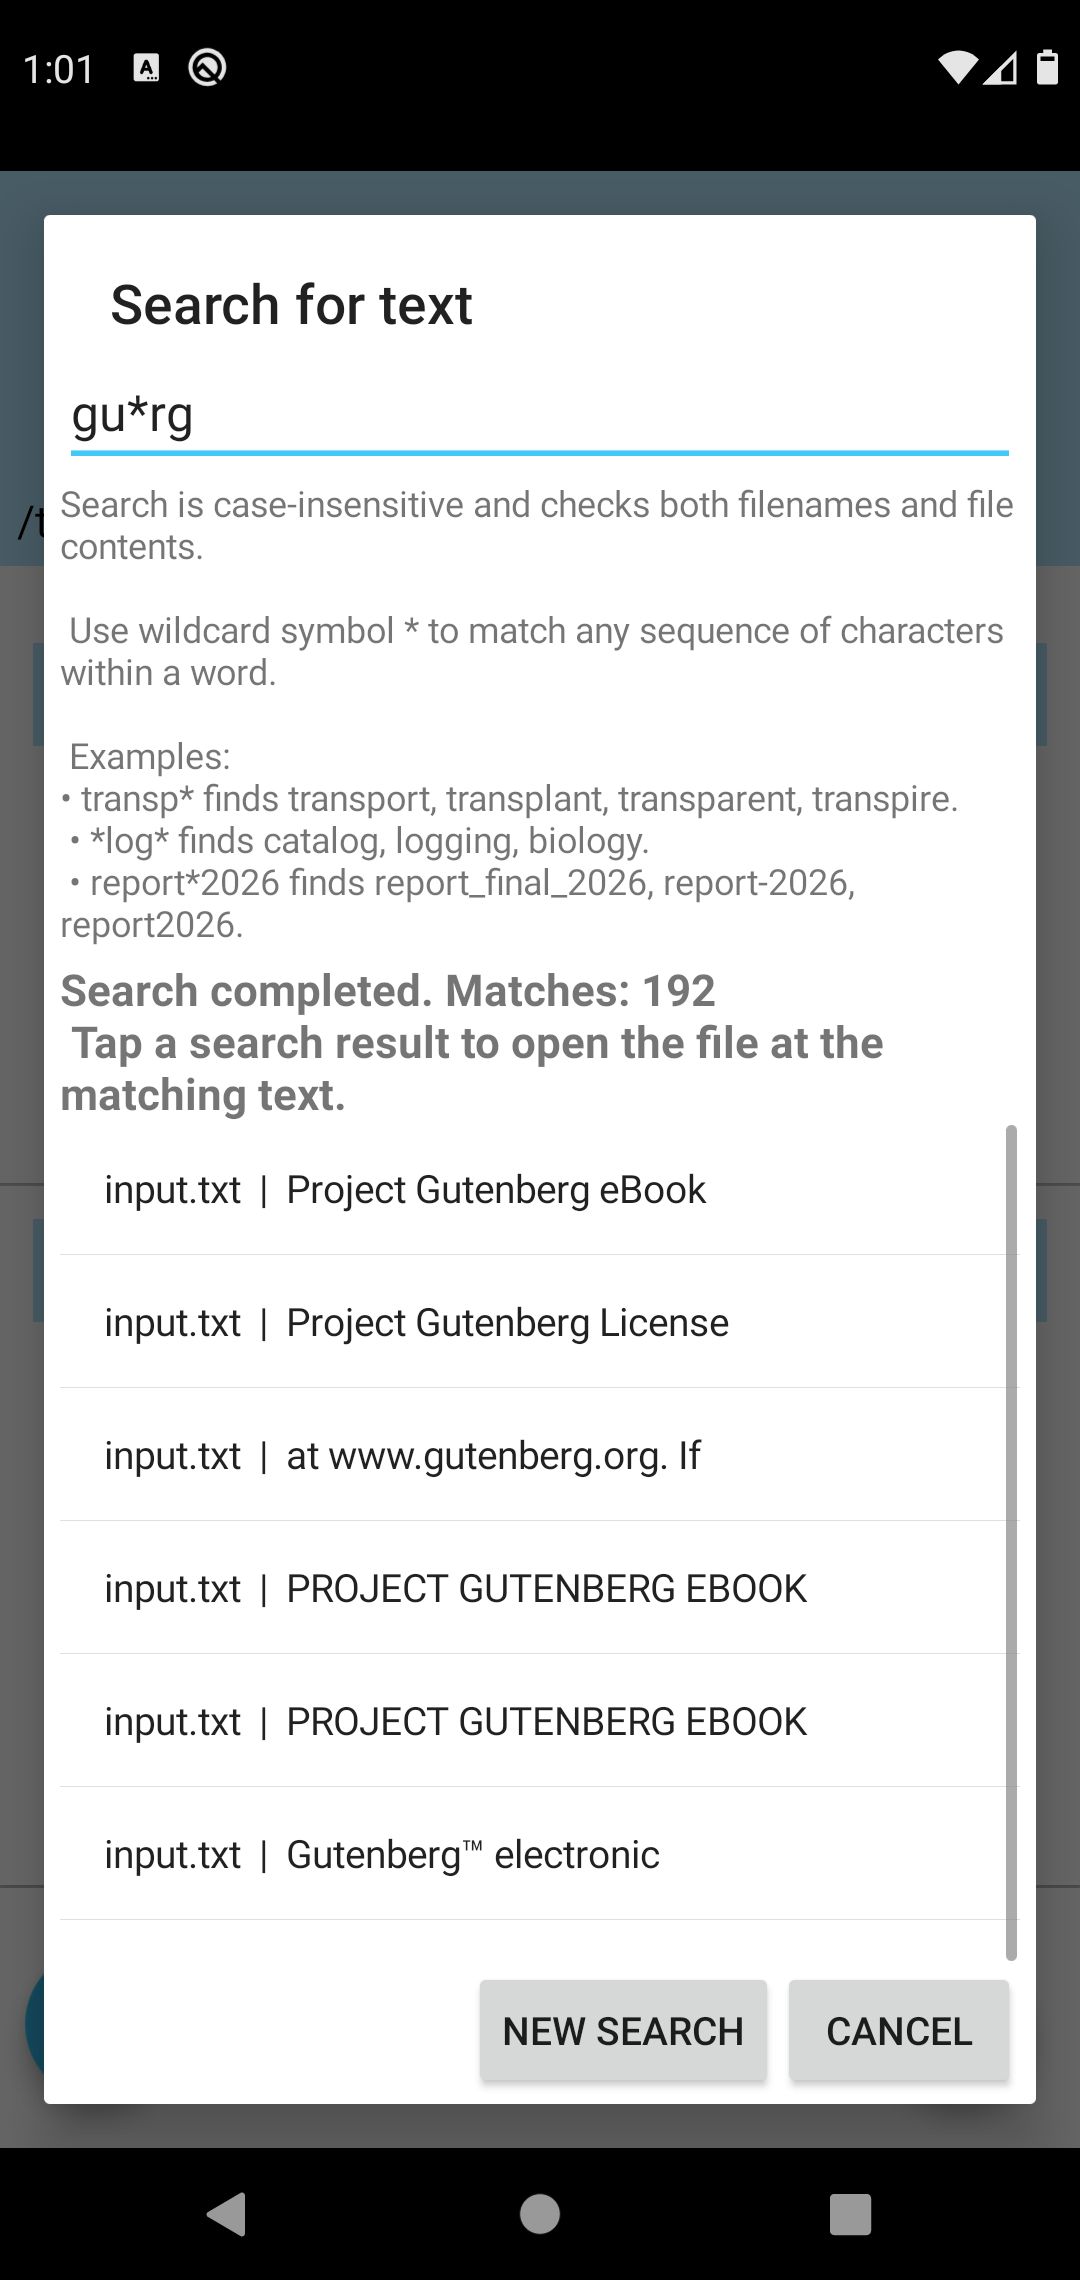 1:01
Search for text
gu*rg
/t
Search is case-insensitive and checks both filenames and file
contents.
Use wildcard symbol * to match any sequence of characters
within a word.
Examples:
• transp* finds transport, transplant, transparent, transpire.
• *log* finds catalog, logging, biology.
• report*2026 finds report_final_2026, report-2026,
report2026.
Search completed. Matches: 192
Tap a search result to open the file at the
matching text.
input.txt | Project Gutenberg eBook
input.txt | Project Gutenberg License
input.txt | at www.gutenberg.org. If
input.txt | PROJECT GUTENBERG EBOOK
input.txt | PROJECT GUTENBERG EBOOK
input.txt | Gutenberg™ electronic
NEW SEARCH CANCEL